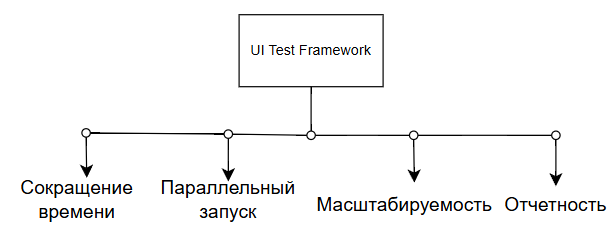 UI Test Framework
Сокращение
времени
Параллельный
запуск
Масштабируемость
Отчетность